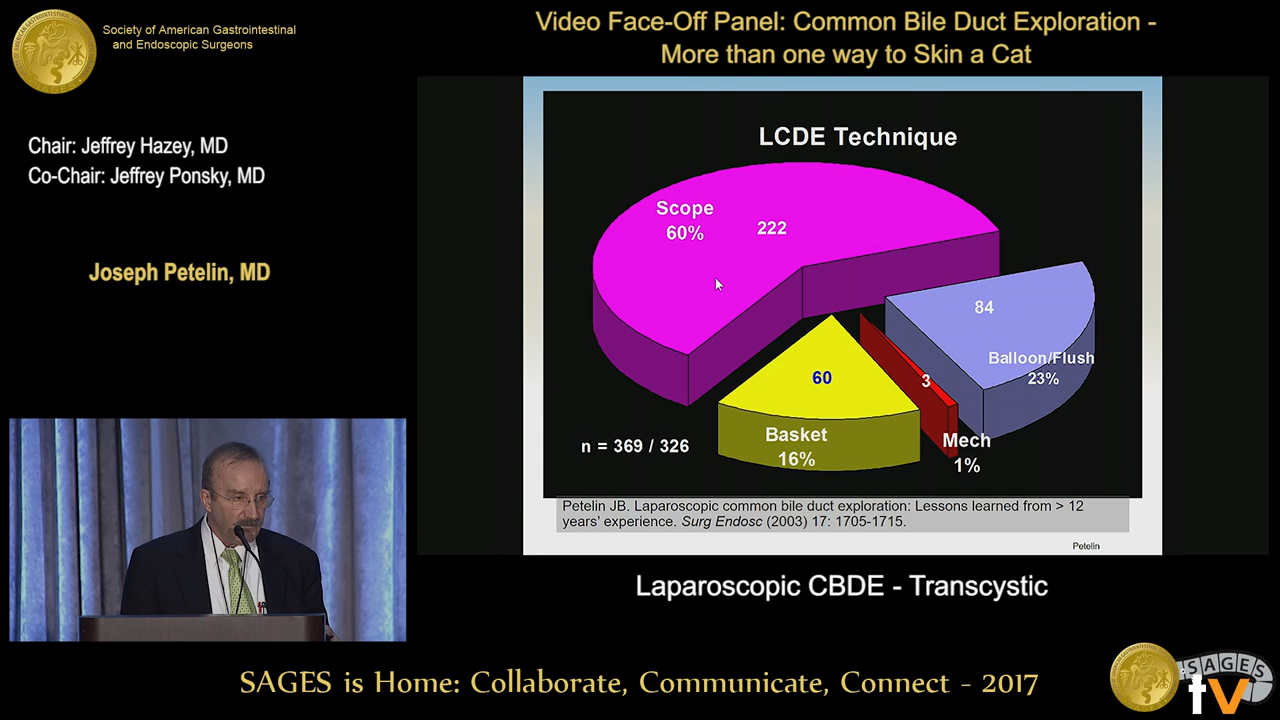 Society of American Gastrointestinal
and Endoscopic Surgeons
Video Face-Off Panel: Common Bile Duct Exploration -
More than one way to Skin a Cat
Chair: Jeffrey Hazey, MD
Co-Chair: Jeffrey Ponsky, MD
Joseph Petelin, MD
LCDE Technique
Scope
60%
222
84
Balloon/Flush
23%
3
60
Basket
16%
Mech
1%
n = 369 / 326
Petelin JB. Laparoscopic common bile duct exploration: Lessons learned from > 12
years' experience. Surg Endosc (2003) 17: 1705-1715.
Petelin
Laparoscopic CBDE - Transcystic
SAGES is Home: Collaborate, Communicate, Connect - 2017
SAGES
tv